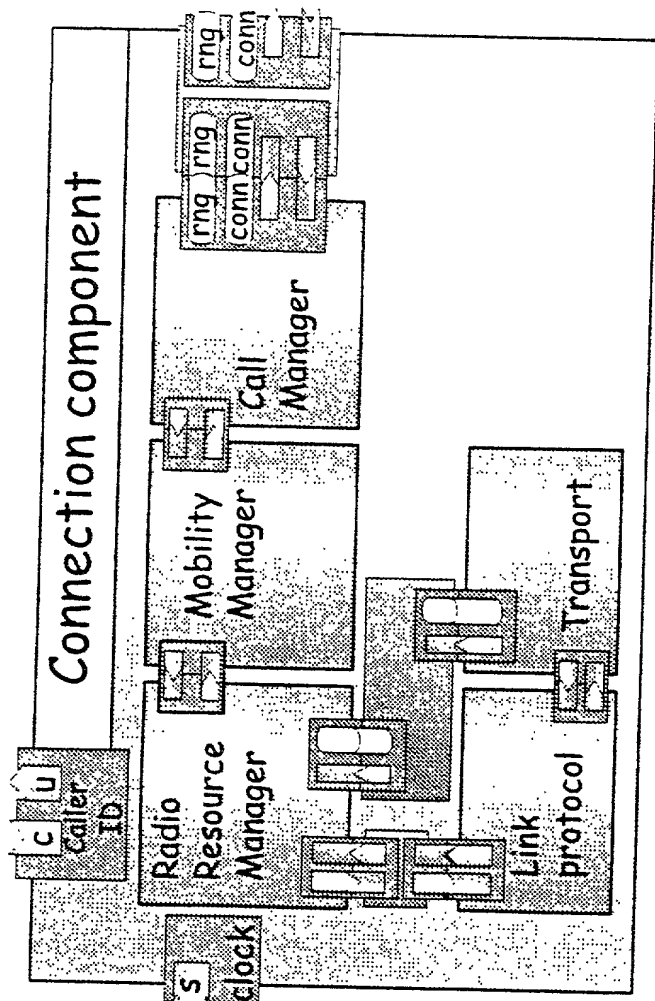 Connection component
c u
Caller
ID
s
clock
Radio
Resource
Manager
Mobility
Manager
Call
Manager
rng rng
conn conn
rng
conn
Link
protocol
Transport